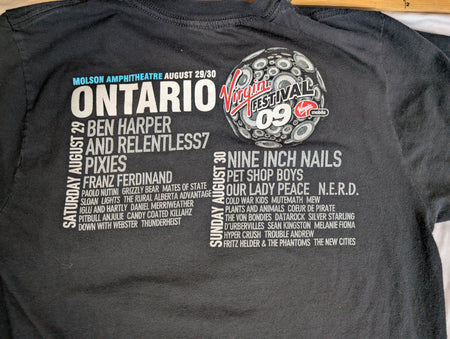 MOLSON AMPHITHEATRE AUGUST 29/30
ONTARIO
Virgin
FESTIVAL
09
Virgin
mobile
SATURDAY AUGUST 29
BEN HARPER
AND RELENTLESS7
PIXIES
FRANZ FERDINAND
PAOLO NUTINI GRIZZLY BEAR MATES OF STATE
SLOAN LIGHTS THE RURAL ALBERTA ADVANTAGE
IGLU AND HARTLY DANIEL MERRIWEATHER
PITBULL ANJULIE CANDY COATED KILLAHZ
DOWN WITH WEBSTER THUNDERHEIST
SUNDAY AUGUST 30
NINE INCH NAILS
PET SHOP BOYS
OUR LADY PEACE N.E.R.D.
COLD WAR KIDS MUTEMATH MEW
PLANTS AND ANIMALS COEUR DE PIRATE
THE VON BONDIES DATAROCK SILVER STARLING
D'URBERVILLES SEAN KINGSTON MELANIE FIONA
HYPER CRUSH TROUBLE ANDREW
FRITZ HELDER & THE PHANTOMS THE NEW CITIES